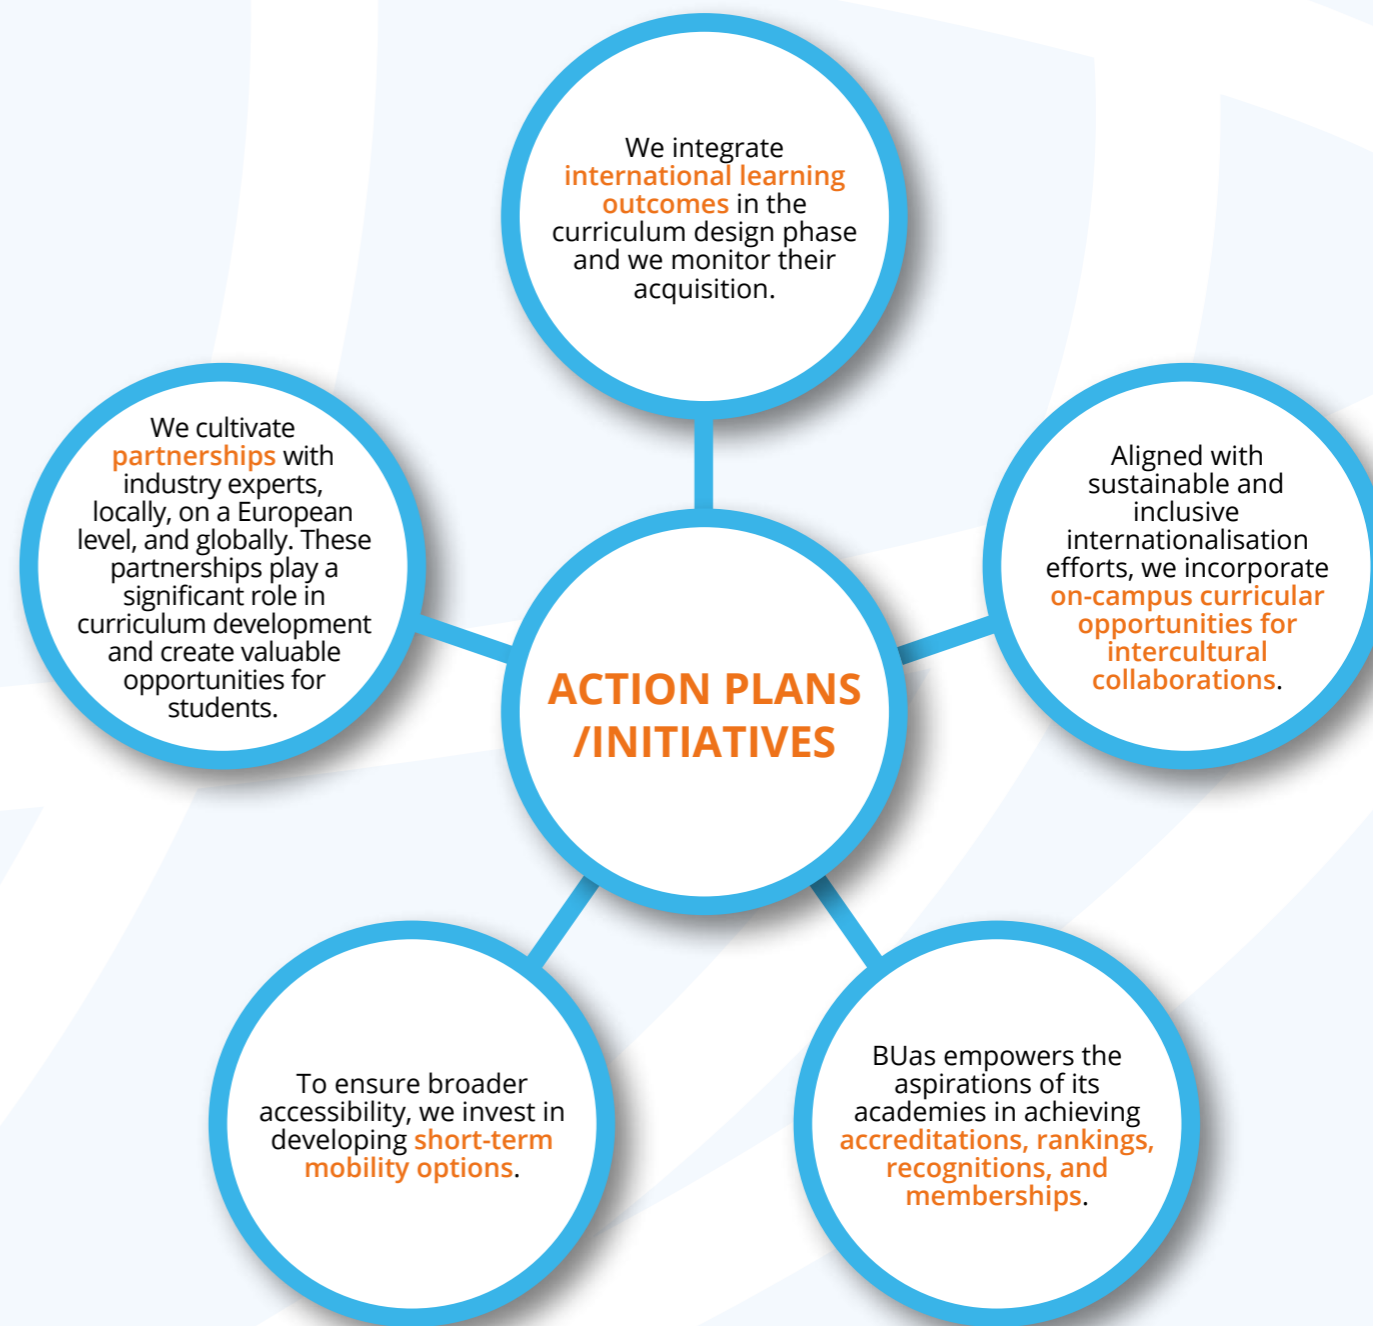 We integrate
international learning
outcomes in the
curriculum design phase
and we monitor their
acquisition.
We cultivate
partnerships with
industry experts,
locally, on a European
level, and globally. These
partnerships play a
significant role in
curriculum development
and create valuable
opportunities for
students.
Aligned with
sustainable and
inclusive
internationalisation
efforts, we incorporate
on-campus curricular
opportunities for
intercultural
collaborations.
ACTION PLANS
/INITIATIVES
To ensure broader
accessibility, we invest in
developing short-term
mobility options.
BUas empowers the
aspirations of its
academies in achieving
accreditations, rankings,
recognitions, and
memberships.